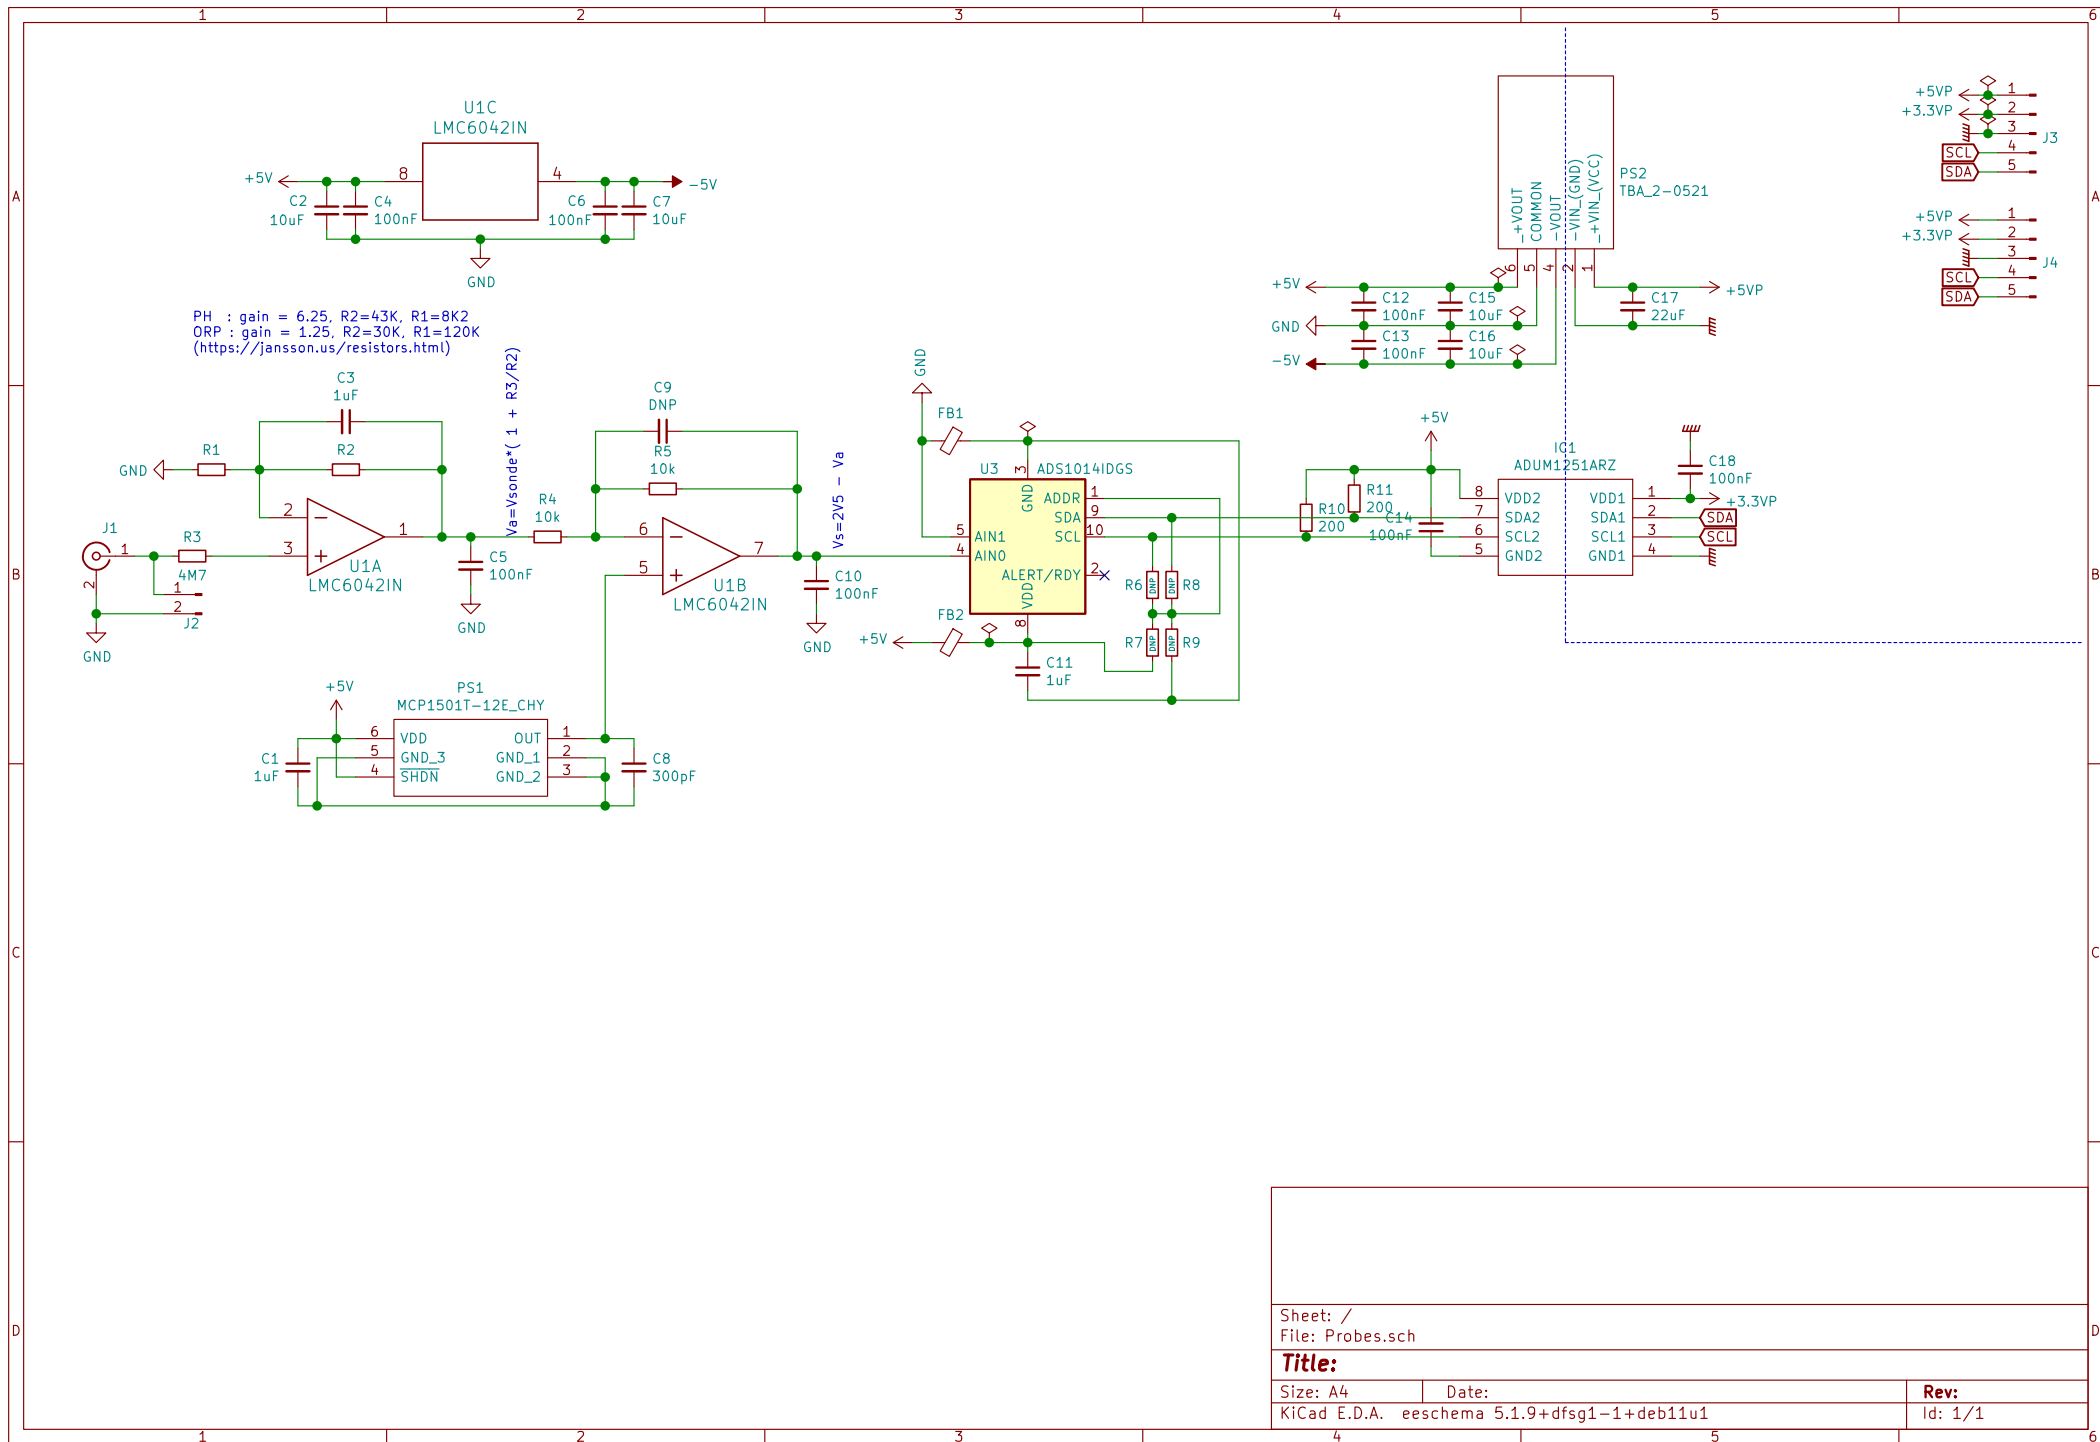 1 2 3 4 5 6
A
B
C
D
U1C
LMC6042IN
+5V
8
4
-5V
C2
10uF
C4
100nF
C6
100nF
C7
10uF
GND
PH : gain = 6.25, R2=43K, R1=8K2
ORP : gain = 1.25, R2=30K, R1=120K
(https://jansson.us/resistors.html)
C3
1uF
R1
R2
GND
2
3
1
U1A
LMC6042IN
J1
1
2
R3
4M7
1
2
J2
GND
Va=Vsonde*( 1 + R3/R2)
C5
100nF
GND
R4
10k
C9
DNP
R5
10k
6
5
7
U1B
LMC6042IN
Vs=2V5 - Va
C10
100nF
GND
+5V
PS1
MCP1501T-12E_CHY
6
5
4
VDD
GND_3
SHDN
OUT
GND_1
GND_2
1
2
3
C1
1uF
C8
300pF
GND
FB1
U3
ADS1014IDGS
3
GND
ADDR
SDA
SCL
ALERT/RDY
AIN1
AIN0
VDD
1
9
10
2
5
4
8
FB2
+5V
C11
1uF
R6
DNP
DNP
R8
R7
DNP
DNP
R9
R10
200
R11
200
+5V
C14
100nF
IC1
ADUM1251ARZ
8
7
6
5
VDD2
SDA2
SCL2
GND2
VDD1
SDA1
SCL1
GND1
1
2
3
4
C18
100nF
+3.3VP
SDA
SCL
PS2
TBA_2-0521
_+VOUT
COMMON
-VOUT
-VIN_(GND)
_+VIN_(VCC)
6
5
4
2
1
+5V
GND
-5V
C12
100nF
C13
100nF
C15
10uF
C16
10uF
C17
22uF
+5VP
+5VP
+3.3VP
SCL
SDA
1
2
3
4
5
J3
+5VP
+3.3VP
SCL
SDA
1
2
3
4
5
J4
A
B
C
D
Sheet: /
File: Probes.sch
Title:
Size: A4
Date:
Rev:
KiCad E.D.A. eeschema 5.1.9+dfsg1-1+deb11u1
Id: 1/1
1 2 3 4 5 6